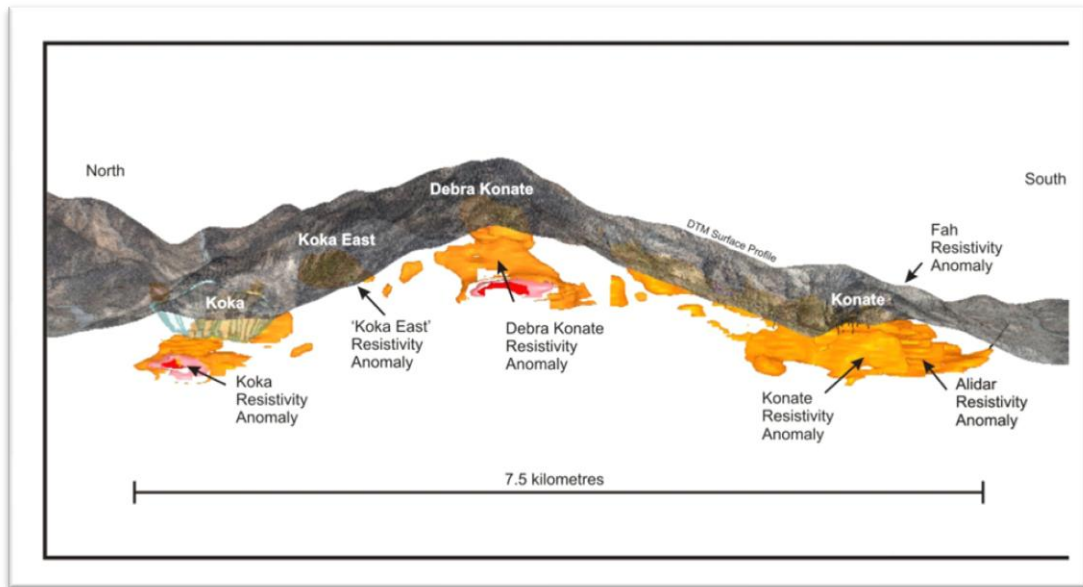 North
South
Debra Konate
Koka East
Koka
Konate
DTM Surface Profile
Fah
Resistivity
Anomaly
'Koka East'
Resistivity
Anomaly
Debra Konate
Resistivity
Anomaly
Koka
Resistivity
Anomaly
Konate
Resistivity
Anomaly
Alidar
Resistivity
Anomaly
7.5 kilometres